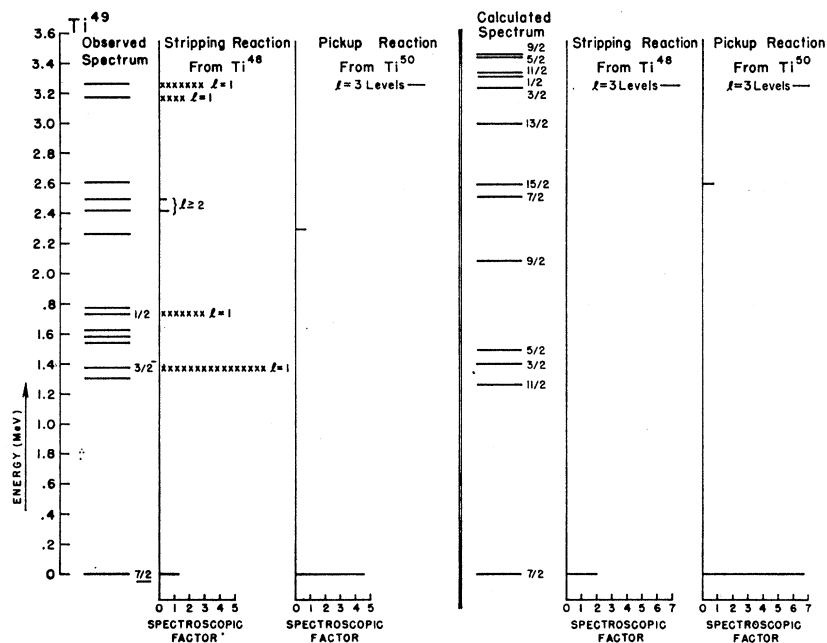 Ti⁴⁹
Observed Spectrum
Stripping Reaction From Ti⁴⁸
Pickup Reaction From Ti⁵⁰
ℓ = 3 Levels —
Calculated Spectrum
Stripping Reaction From Ti⁴⁸
ℓ = 3 Levels —
Pickup Reaction From Ti⁵⁰
ℓ = 3 Levels —
ENERGY (MeV)
3.6
3.4
3.2
3.0
2.8
2.6
2.4
2.2
2.0
.8
1.6
1.4
1.2
1.0
.8
.6
.4
.2
0
1/2
3/2
7/2
xxxxxxx ℓ = 1
xxxx ℓ = 1
} ℓ ≥ 2
xxxxxxx ℓ = 1
xxxxxxxxxxxxxxxx ℓ = 1
9/2
5/2
11/2
1/2
3/2
13/2
15/2
7/2
9/2
5/2
3/2
11/2
7/2
0 1 2 3 4 5
SPECTROSCOPIC
FACTOR
0 1 2 3 4 5
SPECTROSCOPIC
FACTOR
0 1 2 3 4 5 6 7
SPECTROSCOPIC
FACTOR
0 1 2 3 4 5 6 7
SPECTROSCOPIC
FACTOR